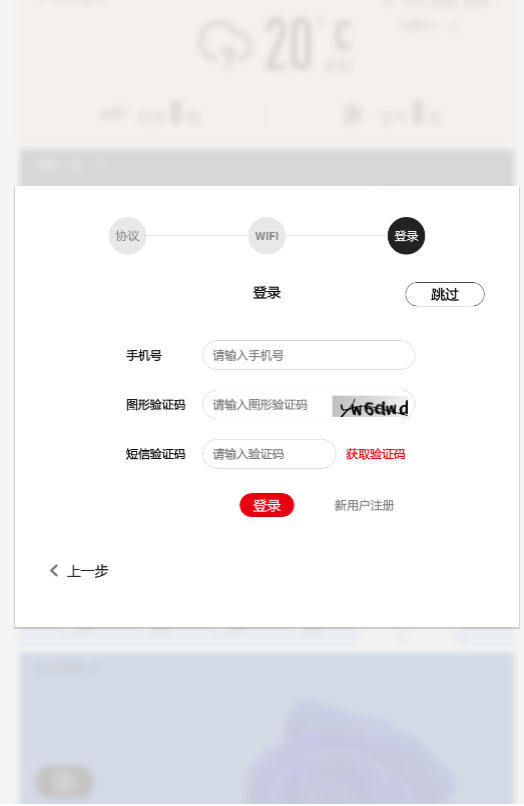 20°C
协议
WIFI
登录
登录
跳过
手机号
请输入手机号
图形验证码
请输入图形验证码
yw6dwd
短信验证码
请输入验证码
获取验证码
登录
新用户注册
上一步